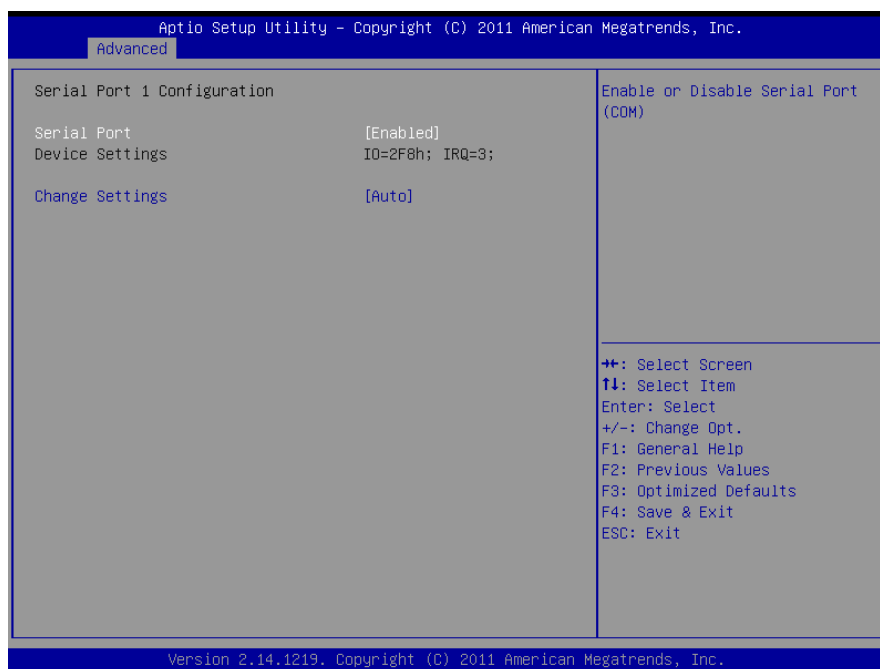 Aptio Setup Utility – Copyright (C) 2011 American Megatrends, Inc.
Advanced
Serial Port 1 Configuration
Serial Port [Enabled]
Device Settings IO=2F8h; IRQ=3;
Change Settings [Auto]
Enable or Disable Serial Port
(COM)
→←: Select Screen
↑↓: Select Item
Enter: Select
+/-: Change Opt.
F1: General Help
F2: Previous Values
F3: Optimized Defaults
F4: Save & Exit
ESC: Exit
Version 2.14.1219. Copyright (C) 2011 American Megatrends, Inc.